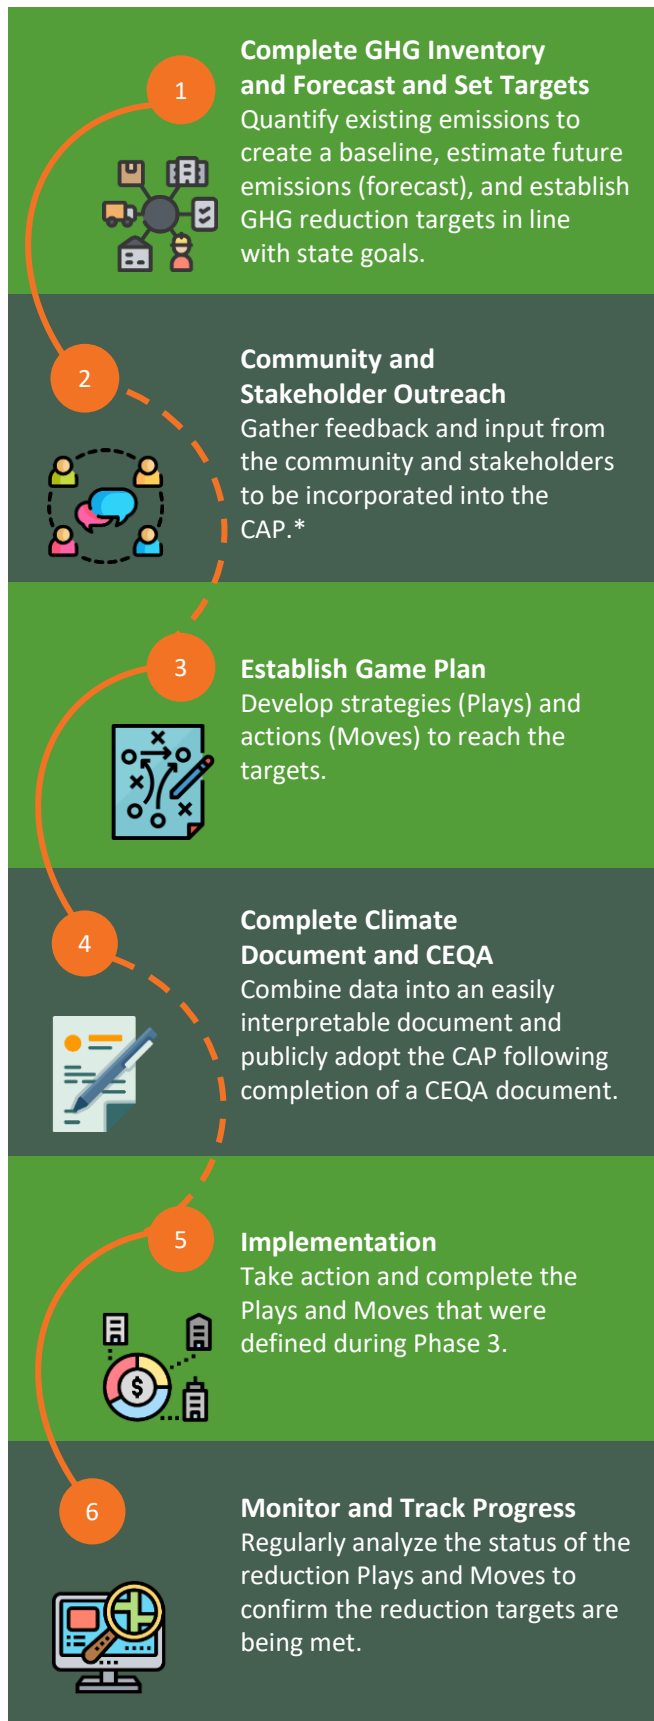 1
Complete GHG Inventory
and Forecast and Set Targets
Quantify existing emissions to
create a baseline, estimate future
emissions (forecast), and establish
GHG reduction targets in line
with state goals.
2
Community and
Stakeholder Outreach
Gather feedback and input from
the community and stakeholders
to be incorporated into the
CAP.*
3
Establish Game Plan
Develop strategies (Plays) and
actions (Moves) to reach the
targets.
4
Complete Climate
Document and CEQA
Combine data into an easily
interpretable document and
publicly adopt the CAP following
completion of a CEQA document.
5
Implementation
Take action and complete the
Plays and Moves that were
defined during Phase 3.
$
6
Monitor and Track Progress
Regularly analyze the status of the
reduction Plays and Moves to
confirm the reduction targets are
being met.